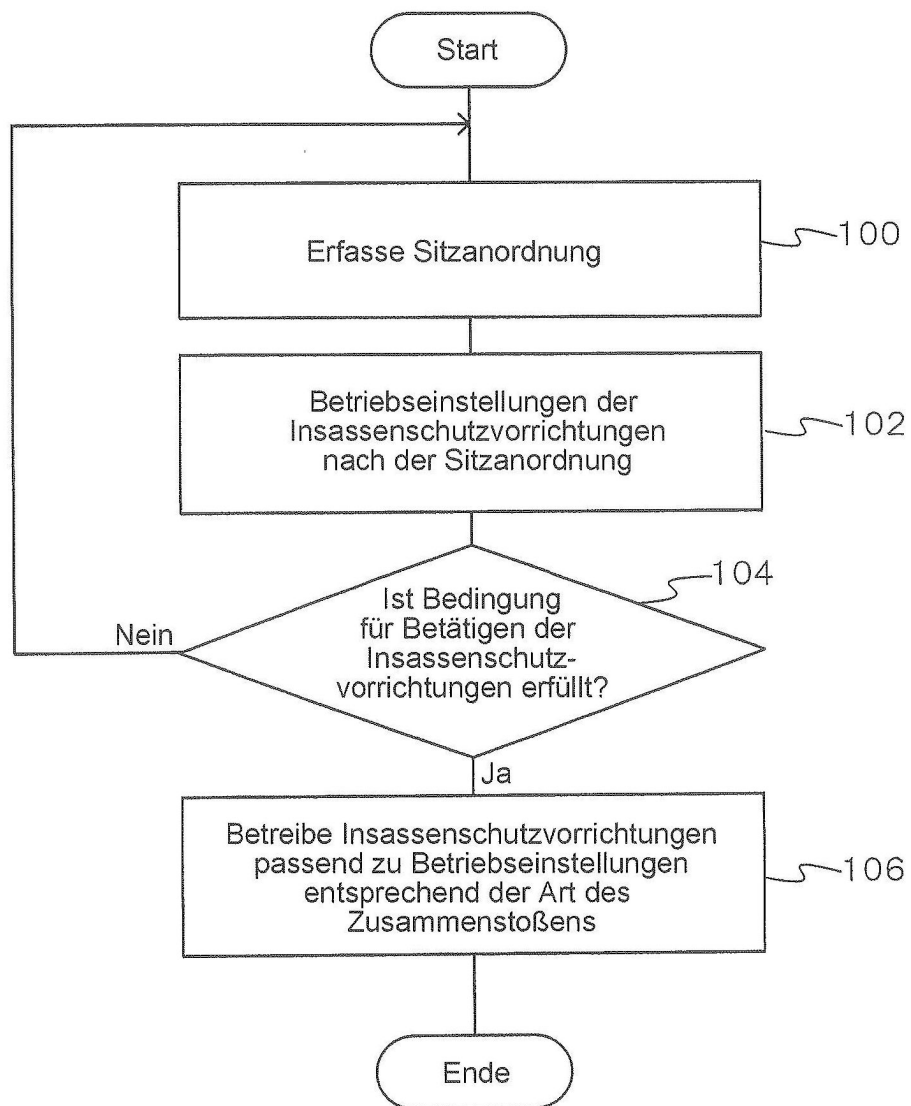 Start
Erfasse Sitzanordnung
100
Betriebseinstellungen der
Insassenschutzvorrichtungen
nach der Sitzanordnung
102
104
Ist Bedingung
für Betätigen der
Insassenschutz-
vorrichtungen erfüllt?
Nein
Ja
Betreibe Insassenschutzvorrichtungen
passend zu Betriebseinstellungen
entsprechend der Art des
Zusammenstoßens
106
Ende